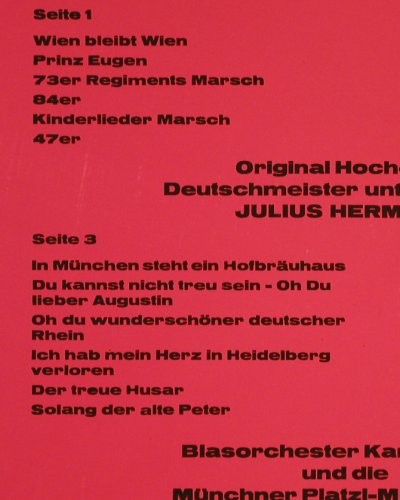 Seite 1
Wien bleibt Wien
Prinz Eugen
73er Regiments Marsch
84er
Kinderlieder Marsch
47er
Original Hoch-
Deutschmeister unt
JULIUS HERM
Seite 3
In München steht ein Hofbräuhaus
Du kannst nicht treu sein - Oh Du
lieber Augustin
Oh du wunderschöner deutscher
Rhein
Ich hab mein Herz in Heidelberg
verloren
Der treue Husar
Solang der alte Peter
Blasorchester Kar
und die
Münchner Platzl-M